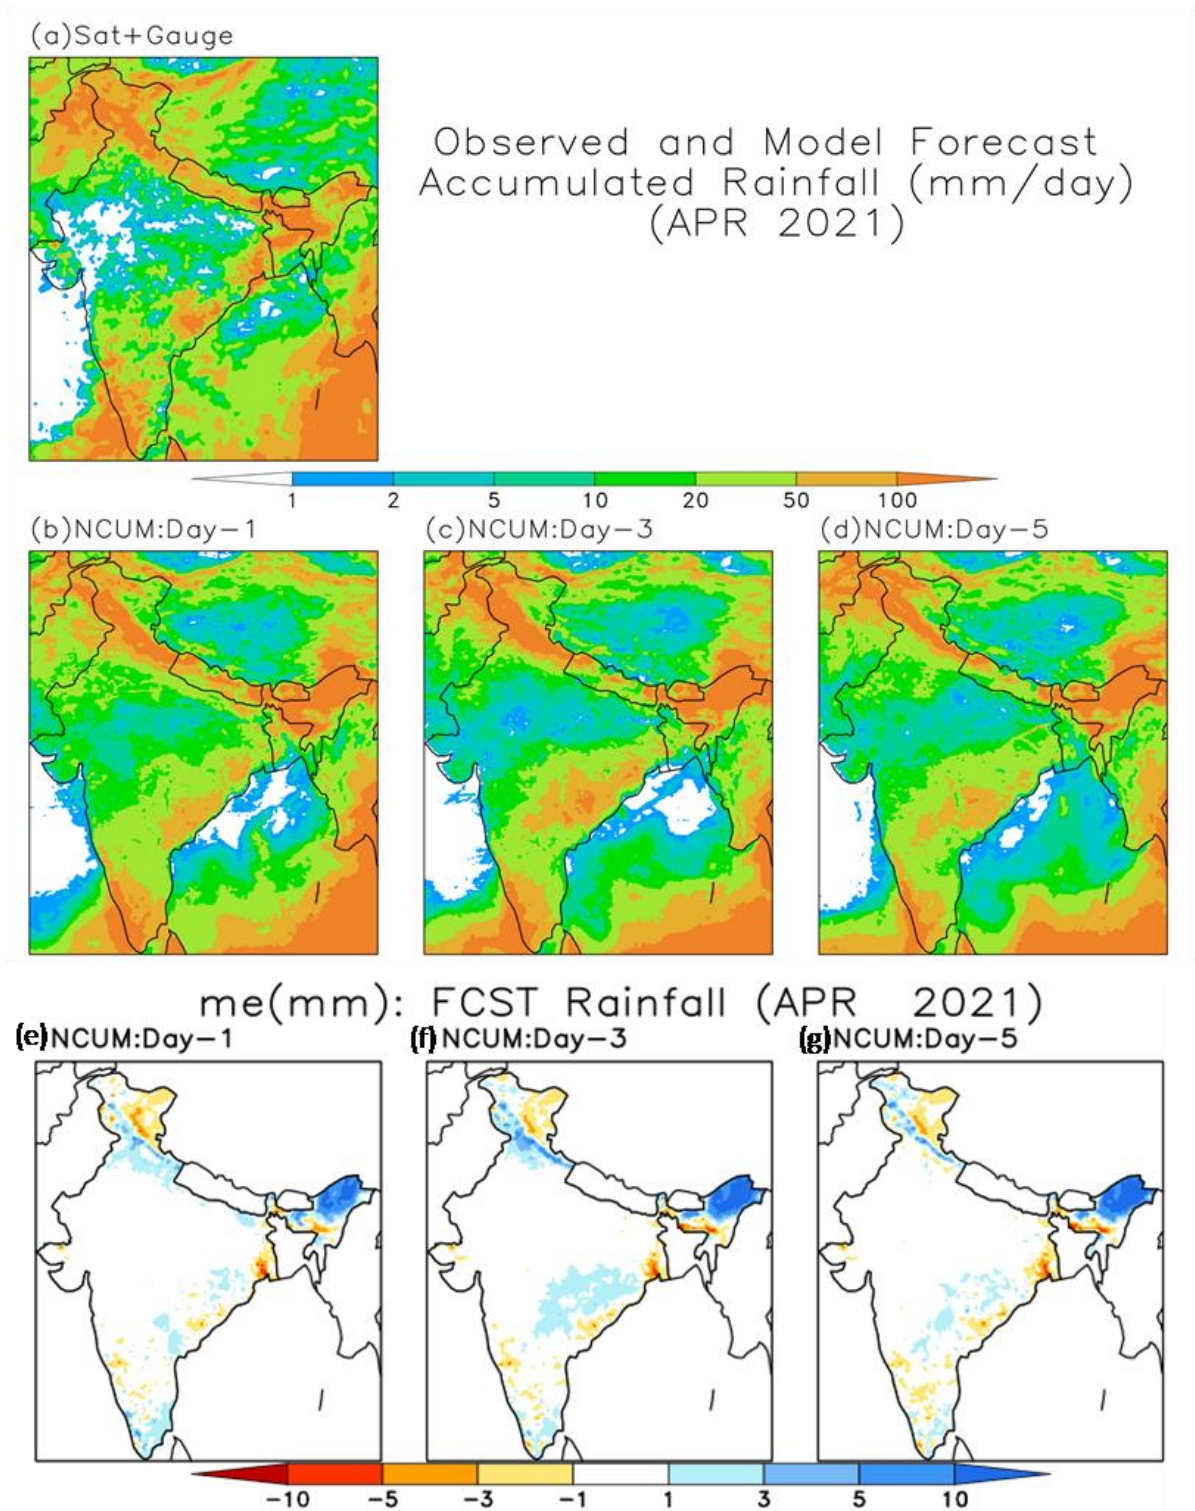 (a)Sat+Gauge
Observed and Model Forecast
Accumulated Rainfall (mm/day)
(APR 2021)
1 2 5 10 20 50 100
(b)NCUM:Day-1 (c)NCUM:Day-3 (d)NCUM:Day-5
me(mm): FCST Rainfall (APR 2021)
(e) NCUM:Day-1 (f) NCUM:Day-3 (g) NCUM:Day-5
-10 -5 -3 -1 1 3 5 10